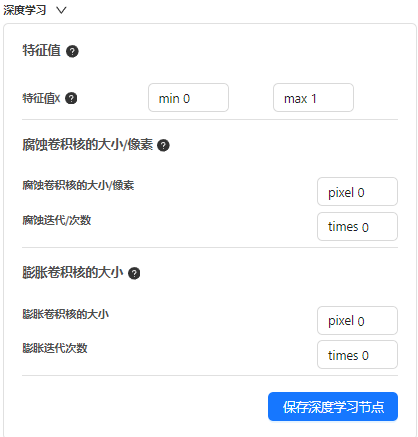 深度学习
特征值 ?
特征值x ? min 0 max 1
腐蚀卷积核的大小/像素 ?
腐蚀卷积核的大小/像素 pixel 0
腐蚀迭代/次数 times 0
膨胀卷积核的大小 ?
膨胀卷积核的大小 pixel 0
膨胀迭代次数 times 0
保存深度学习节点